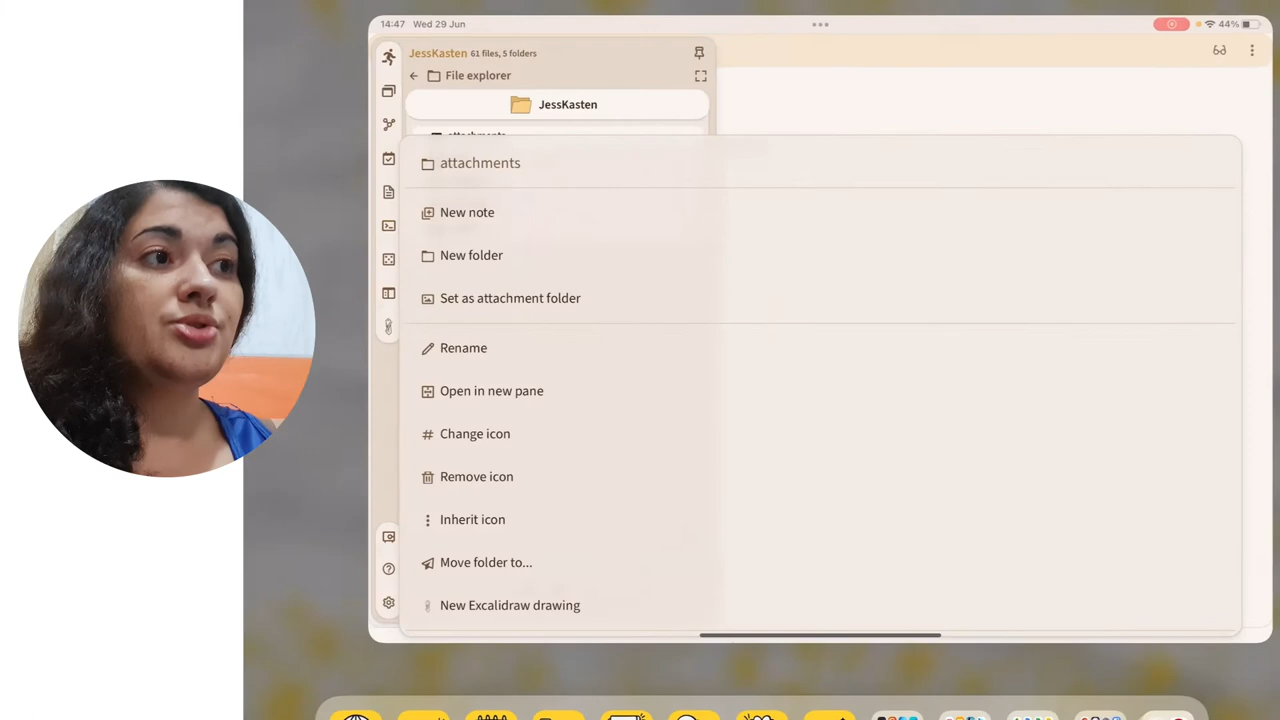 14:47 Wed 29 Jun
44%
JessKasten 61 files, 5 folders
File explorer
JessKasten
attachments
attachments
New note
New folder
Set as attachment folder
Rename
Open in new pane
Change icon
Remove icon
Inherit icon
Move folder to...
New Excalidraw drawing